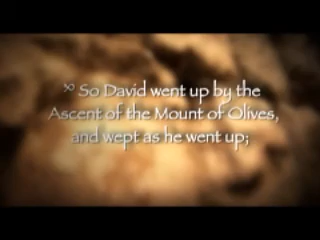 30 So David went up by the
Ascent of the Mount of Olives,
and wept as he went up;